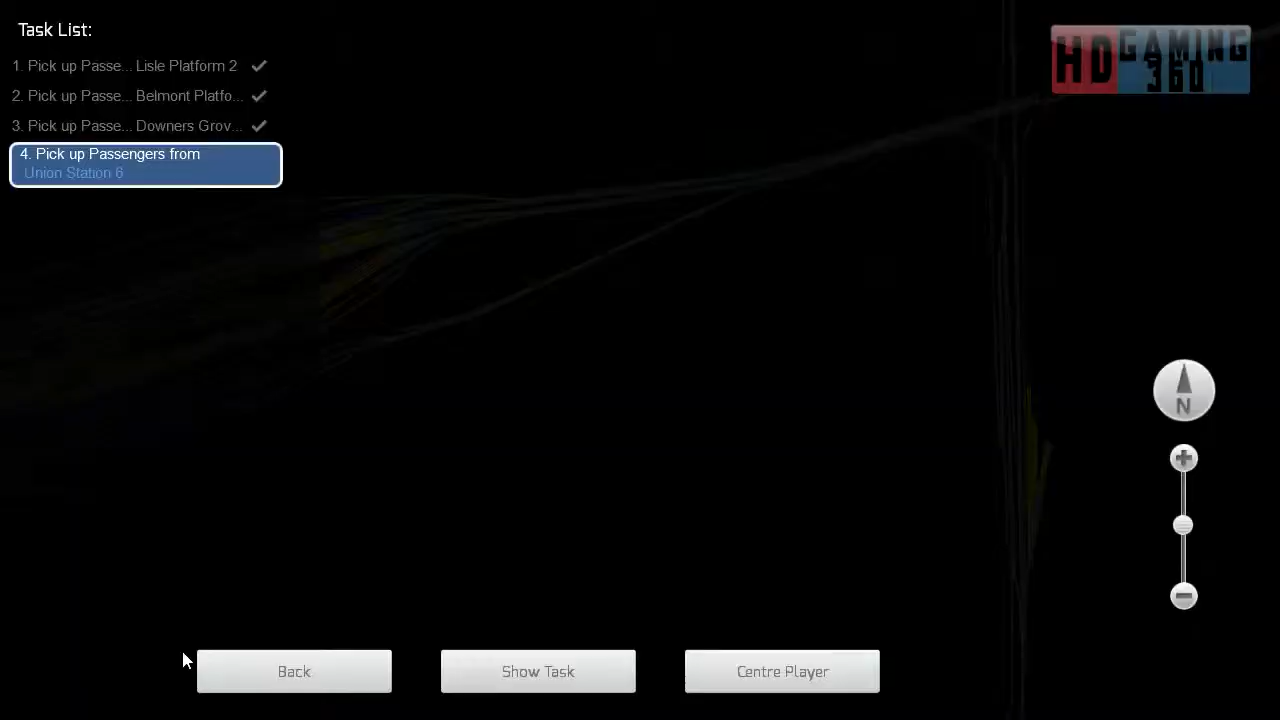 Task List:
1. Pick up Passe... Lisle Platform 2
2. Pick up Passe... Belmont Platfo...
3. Pick up Passe... Downers Grov...
4. Pick up Passengers from
Union Station 6
HD GAMING
360
N
Back
Show Task
Centre Player